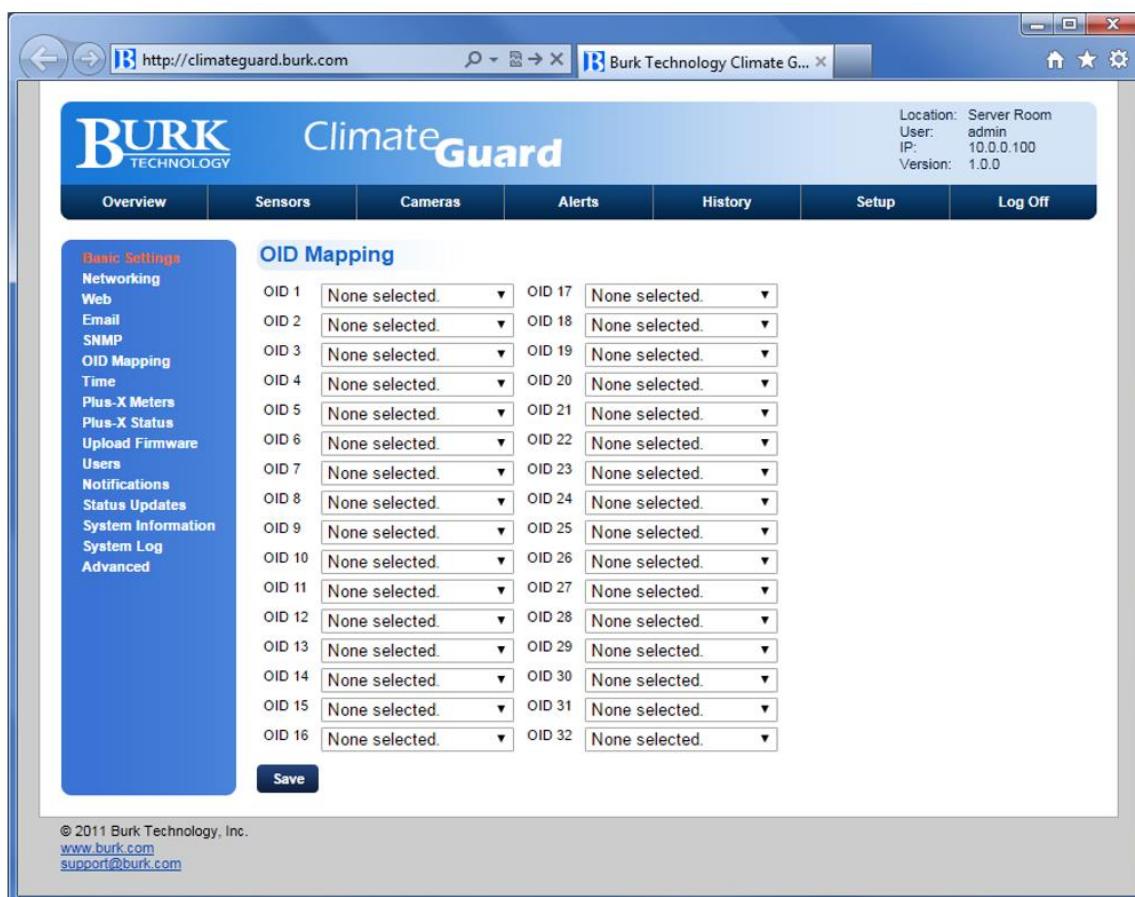 http://climateguard.burk.com
Burk Technology Climate G...
BURK
TECHNOLOGY
ClimateGuard
Location: Server Room
User: admin
IP: 10.0.0.100
Version: 1.0.0
Overview Sensors Cameras Alerts History Setup Log Off
Basic Settings
Networking
Web
Email
SNMP
OID Mapping
Time
Plus-X Meters
Plus-X Status
Upload Firmware
Users
Notifications
Status Updates
System Information
System Log
Advanced
OID Mapping
OID 1 None selected. OID 17 None selected.
OID 2 None selected. OID 18 None selected.
OID 3 None selected. OID 19 None selected.
OID 4 None selected. OID 20 None selected.
OID 5 None selected. OID 21 None selected.
OID 6 None selected. OID 22 None selected.
OID 7 None selected. OID 23 None selected.
OID 8 None selected. OID 24 None selected.
OID 9 None selected. OID 25 None selected.
OID 10 None selected. OID 26 None selected.
OID 11 None selected. OID 27 None selected.
OID 12 None selected. OID 28 None selected.
OID 13 None selected. OID 29 None selected.
OID 14 None selected. OID 30 None selected.
OID 15 None selected. OID 31 None selected.
OID 16 None selected. OID 32 None selected.
Save
© 2011 Burk Technology, Inc.
www.burk.com
support@burk.com